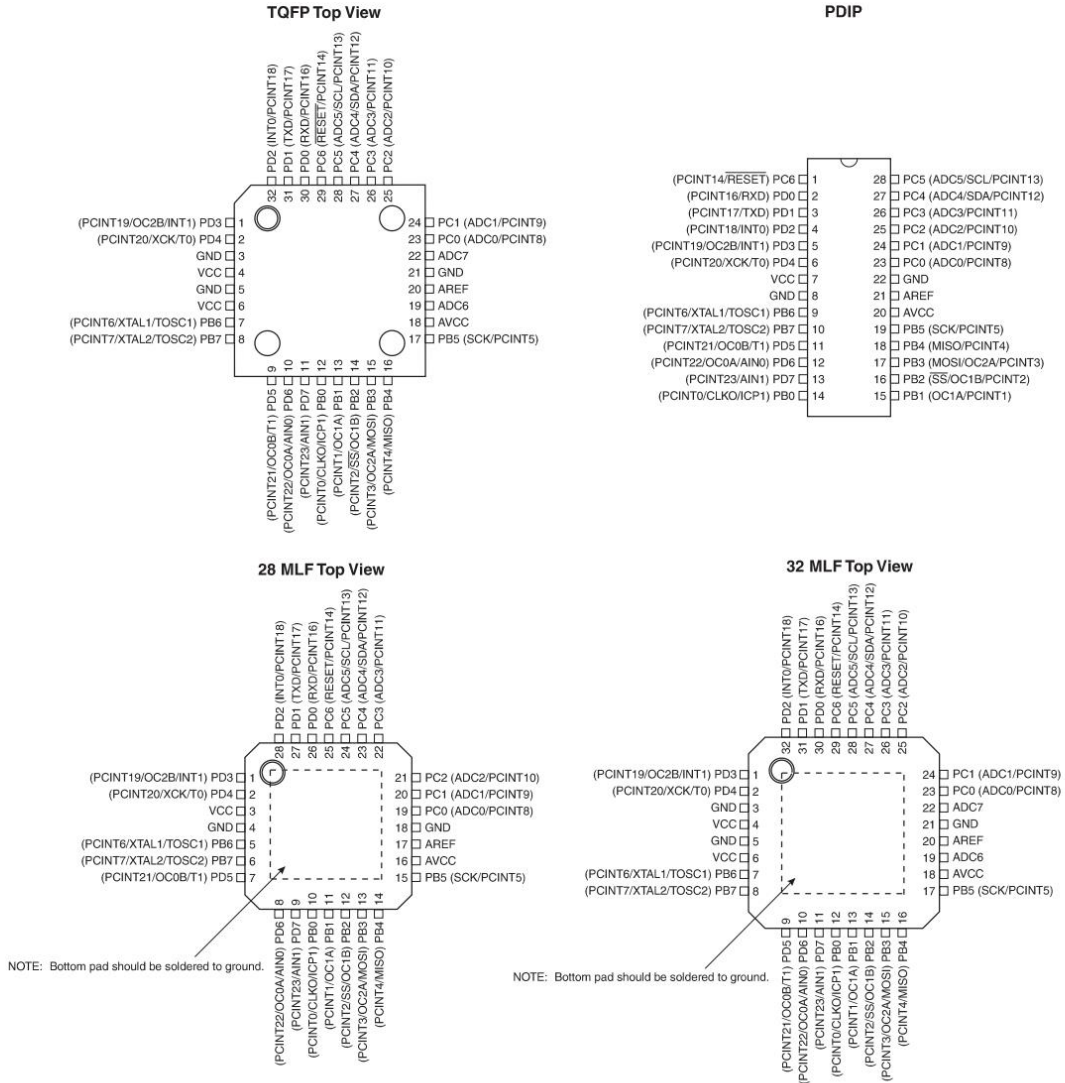 TQFP Top View
PD2 (INT0/PCINT18)
PD1 (TXD/PCINT17)
PD0 (RXD/PCINT16)
PC6 (RESET/PCINT14)
PC5 (ADC5/SCL/PCINT13)
PC4 (ADC4/SDA/PCINT12)
PC3 (ADC3/PCINT11)
PC2 (ADC2/PCINT10)
32
31
30
29
28
27
26
25
(PCINT19/OC2B/INT1) PD3 1
(PCINT20/XCK/T0) PD4 2
GND 3
VCC 4
GND 5
VCC 6
(PCINT6/XTAL1/TOSC1) PB6 7
(PCINT7/XTAL2/TOSC2) PB7 8
24 PC1 (ADC1/PCINT9)
23 PC0 (ADC0/PCINT8)
22 ADC7
21 GND
20 AREF
19 ADC6
18 AVCC
17 PB5 (SCK/PCINT5)
9
10
11
12
13
14
15
16
(PCINT21/OC0B/T1) PD5
(PCINT22/OC0A/AIN0) PD6
(PCINT23/AIN1) PD7
(PCINT0/CLKO/ICP1) PB0
(PCINT1/OC1A) PB1
(PCINT2/SS/OC1B) PB2
(PCINT3/OC2A/MOSI) PB3
(PCINT4/MISO) PB4
PDIP
(PCINT14/RESET) PC6 1
(PCINT16/RXD) PD0 2
(PCINT17/TXD) PD1 3
(PCINT18/INT0) PD2 4
(PCINT19/OC2B/INT1) PD3 5
(PCINT20/XCK/T0) PD4 6
VCC 7
GND 8
(PCINT6/XTAL1/TOSC1) PB6 9
(PCINT7/XTAL2/TOSC2) PB7 10
(PCINT21/OC0B/T1) PD5 11
(PCINT22/OC0A/AIN0) PD6 12
(PCINT23/AIN1) PD7 13
(PCINT0/CLKO/ICP1) PB0 14
28 PC5 (ADC5/SCL/PCINT13)
27 PC4 (ADC4/SDA/PCINT12)
26 PC3 (ADC3/PCINT11)
25 PC2 (ADC2/PCINT10)
24 PC1 (ADC1/PCINT9)
23 PC0 (ADC0/PCINT8)
22 GND
21 AREF
20 AVCC
19 PB5 (SCK/PCINT5)
18 PB4 (MISO/PCINT4)
17 PB3 (MOSI/OC2A/PCINT3)
16 PB2 (SS/OC1B/PCINT2)
15 PB1 (OC1A/PCINT1)
28 MLF Top View
PD2 (INT0/PCINT18)
PD1 (TXD/PCINT17)
PD0 (RXD/PCINT16)
PC6 (RESET/PCINT14)
PC5 (ADC5/SCL/PCINT13)
PC4 (ADC4/SDA/PCINT12)
PC3 (ADC3/PCINT11)
28
27
26
25
24
23
22
(PCINT19/OC2B/INT1) PD3 1
(PCINT20/XCK/T0) PD4 2
VCC 3
GND 4
(PCINT6/XTAL1/TOSC1) PB6 5
(PCINT7/XTAL2/TOSC2) PB7 6
(PCINT21/OC0B/T1) PD5 7
21 PC2 (ADC2/PCINT10)
20 PC1 (ADC1/PCINT9)
19 PC0 (ADC0/PCINT8)
18 GND
17 AREF
16 AVCC
15 PB5 (SCK/PCINT5)
8
9
10
11
12
13
14
(PCINT22/OC0A/AIN0) PD6
(PCINT23/AIN1) PD7
(PCINT0/CLKO/ICP1) PB0
(PCINT1/OC1A) PB1
(PCINT2/SS/OC1B) PB2
(PCINT3/OC2A/MOSI) PB3
(PCINT4/MISO) PB4
NOTE: Bottom pad should be soldered to ground.
32 MLF Top View
PD2 (INT0/PCINT18)
PD1 (TXD/PCINT17)
PD0 (RXD/PCINT16)
PC6 (RESET/PCINT14)
PC5 (ADC5/SCL/PCINT13)
PC4 (ADC4/SDA/PCINT12)
PC3 (ADC3/PCINT11)
PC2 (ADC2/PCINT10)
32
31
30
29
28
27
26
25
(PCINT19/OC2B/INT1) PD3 1
(PCINT20/XCK/T0) PD4 2
GND 3
VCC 4
GND 5
VCC 6
(PCINT6/XTAL1/TOSC1) PB6 7
(PCINT7/XTAL2/TOSC2) PB7 8
24 PC1 (ADC1/PCINT9)
23 PC0 (ADC0/PCINT8)
22 ADC7
21 GND
20 AREF
19 ADC6
18 AVCC
17 PB5 (SCK/PCINT5)
9
10
11
12
13
14
15
16
(PCINT21/OC0B/T1) PD5
(PCINT22/OC0A/AIN0) PD6
(PCINT23/AIN1) PD7
(PCINT0/CLKO/ICP1) PB0
(PCINT1/OC1A) PB1
(PCINT2/SS/OC1B) PB2
(PCINT3/OC2A/MOSI) PB3
(PCINT4/MISO) PB4
NOTE: Bottom pad should be soldered to ground.